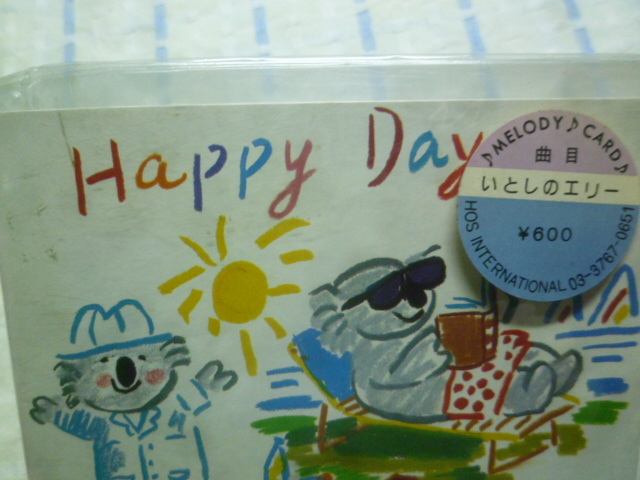 Happy Day
♪MELODY♪CARD♪
曲目
いとしのエリー
¥600
HOS INTERNATIONAL 03-3767-0651